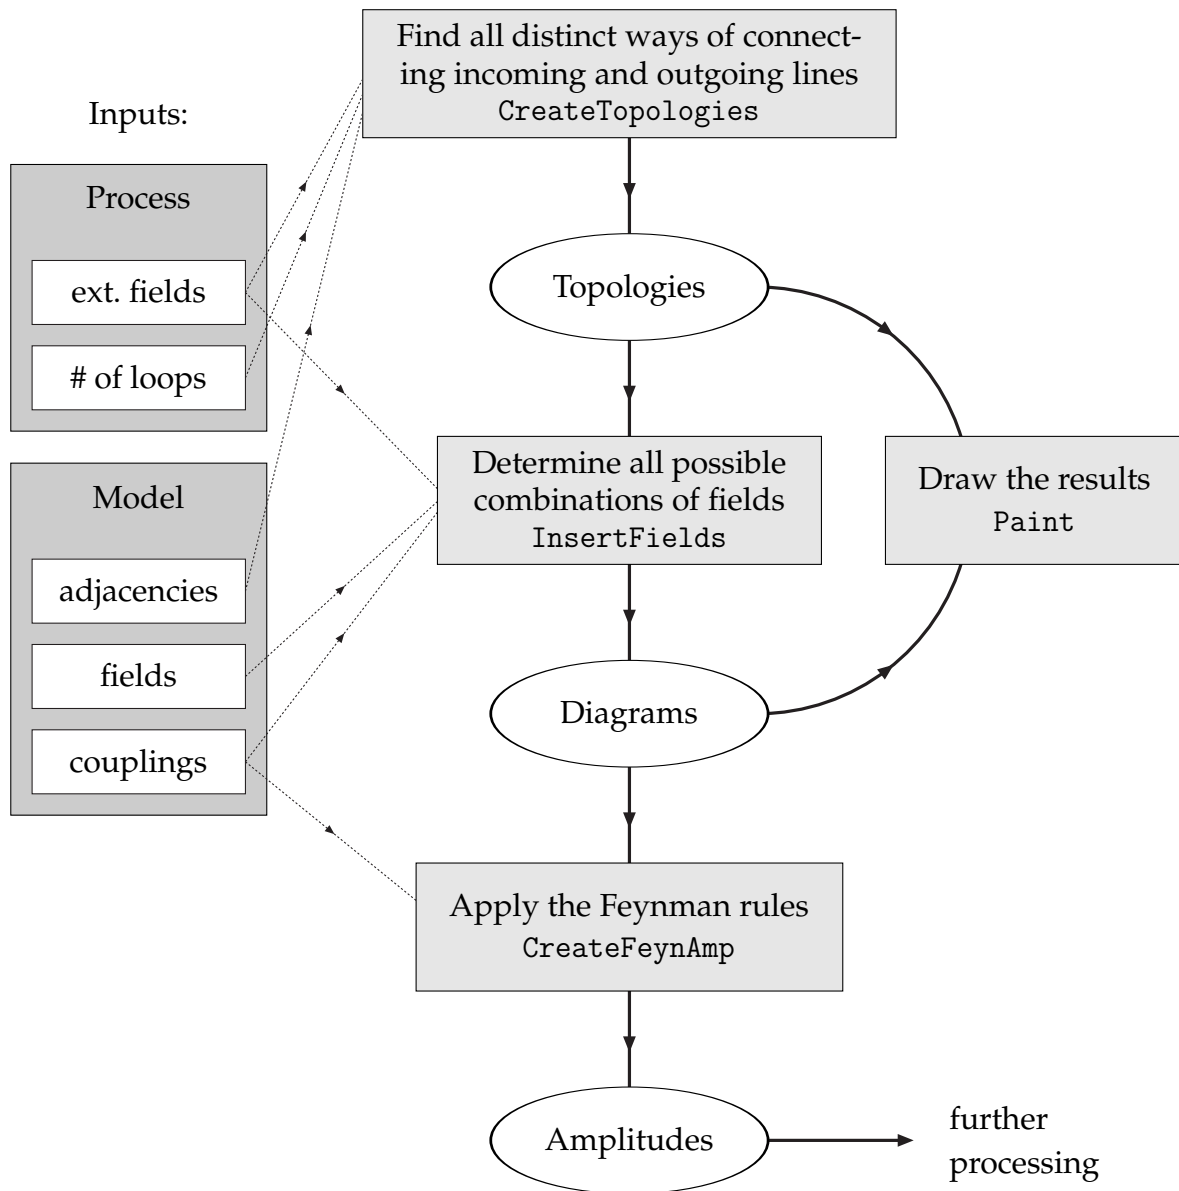 Find all distinct ways of connect-
ing incoming and outgoing lines
CreateTopologies
Inputs:
Process
ext. fields
# of loops
Model
adjacencies
fields
couplings
Topologies
Determine all possible
combinations of fields
InsertFields
Draw the results
Paint
Diagrams
Apply the Feynman rules
CreateFeynAmp
Amplitudes
further
processing